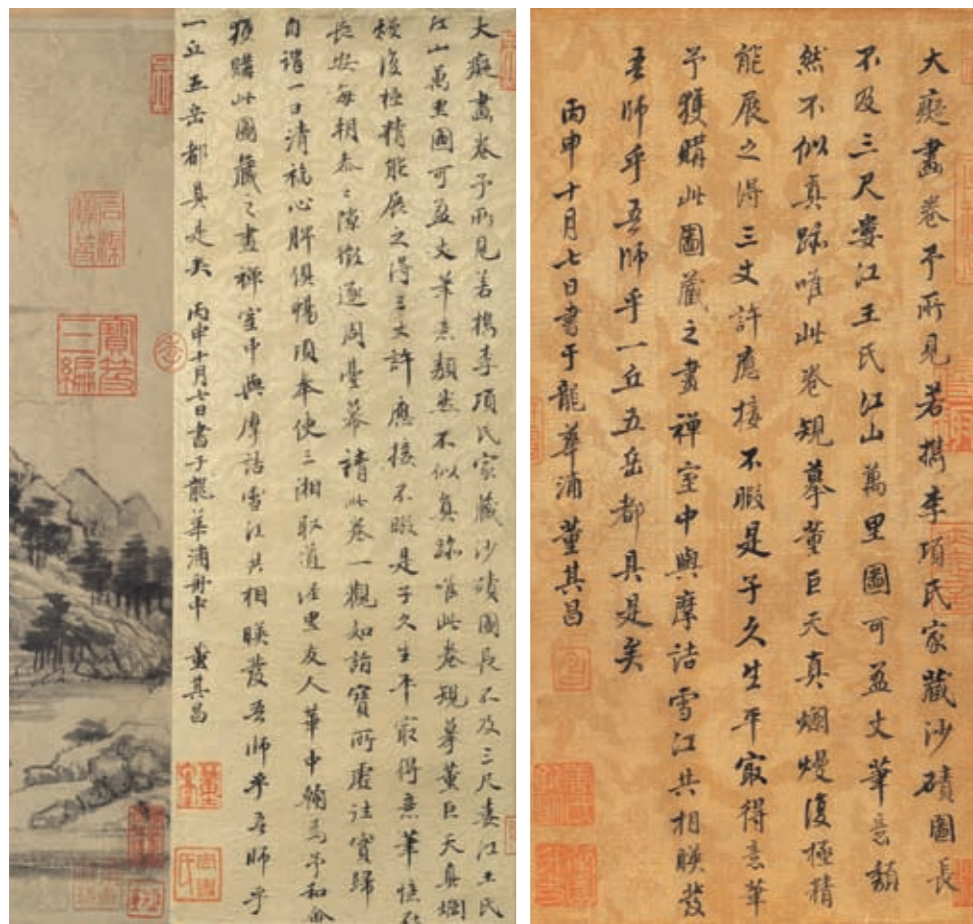 大癡畫卷予所見若檇李項氏家藏沙磧圖長不及三尺婁江王氏
江山萬里圖可盈丈筆意頹然不似真跡唯此卷規摹董巨天真爛
熳復極精能展之得三丈許應接不暇是子久生平冣得意筆憶在
長安每朝參之隙徵逐周臺幕請此卷一觀如詣寶所虛往實歸
自謂一日清福心脾俱暢頃奉使三湘取道涇里友人華中翰為予和會
獲購此圖藏之畫禪室中與摩詰雪江共相暎發吾師乎吾師乎
一丘五岳都具是矣 丙申十月七日書于龍華浦舟中 董其昌
寶笈三編
大癡畫卷予所見若檇李項氏家藏沙磧圖長
不及三尺婁江王氏江山萬里圖可盈丈筆意頹
然不似真跡唯此卷規摹董巨天真爛熳復極精
能展之得三丈許應接不暇是子久生平冣得意筆
予獲購此圖藏之畫禪室中與摩詰雪江共相暎發
吾師乎吾師乎一丘五岳都具是矣
丙申十月七日書于龍華浦 董其昌